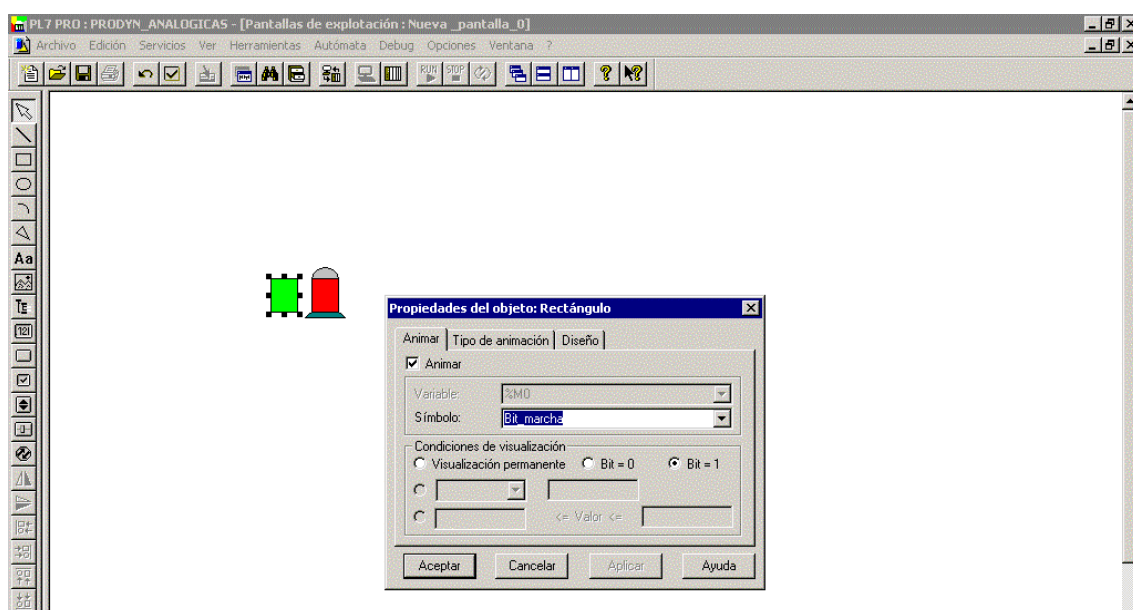 PL7 PRO : PRODYN_ANALOGICAS - [Pantallas de explotación : Nueva _pantalla_0]
Archivo Edición Servicios Ver Herramientas Autómata Debug Opciones Ventana ?
RUN STOP
Aa
Propiedades del objeto: Rectángulo
Animar Tipo de animación Diseño
Animar
Variable: %M0
Símbolo: Bit_marcha
Condiciones de visualización
Visualización permanente Bit = 0 Bit = 1
<= Valor <=
Aceptar Cancelar Aplicar Ayuda